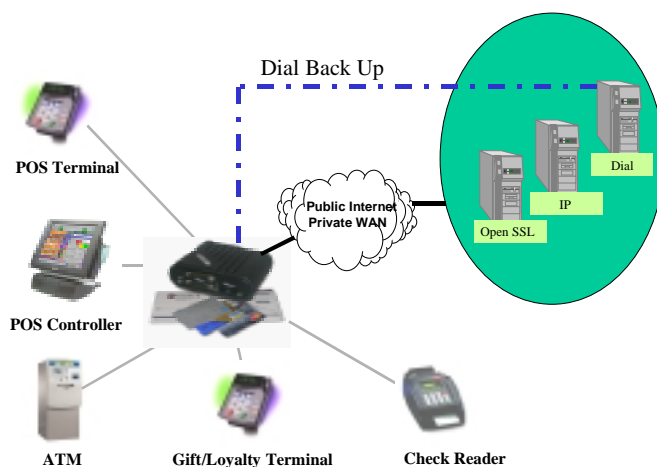 Dial Back Up
POS Terminal
Dial
IP
Open SSL
Public Internet
Private WAN
POS Controller
ATM
Gift/Loyalty Terminal
Check Reader